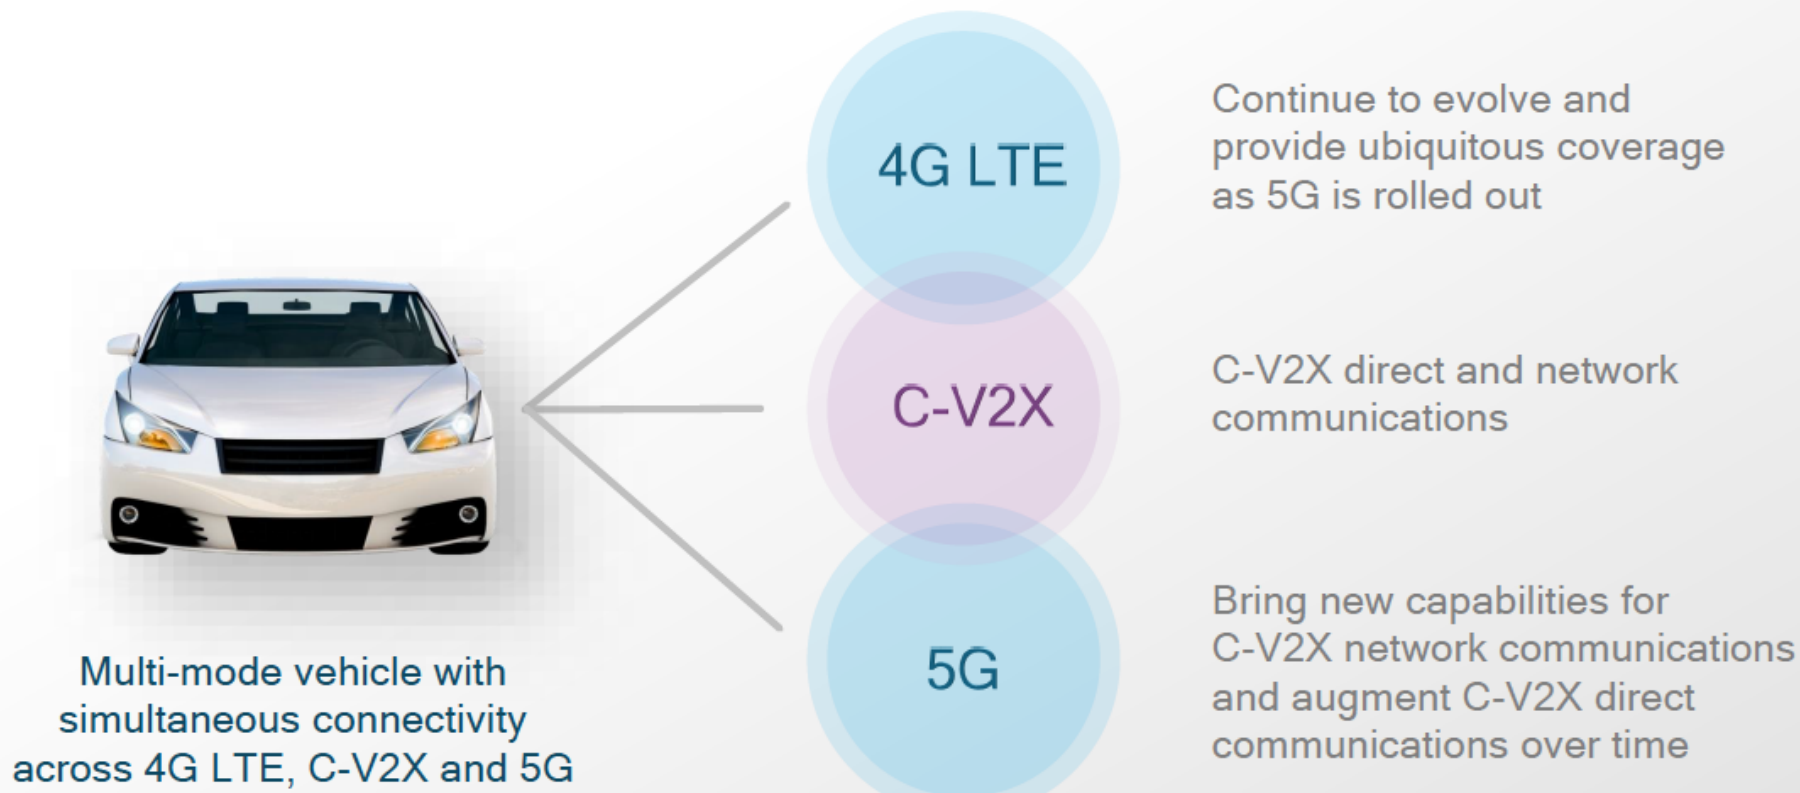 4G LTE
Continue to evolve and
provide ubiquitous coverage
as 5G is rolled out
C-V2X
C-V2X direct and network
communications
5G
Bring new capabilities for
C-V2X network communications
and augment C-V2X direct
communications over time
Multi-mode vehicle with
simultaneous connectivity
across 4G LTE, C-V2X and 5G